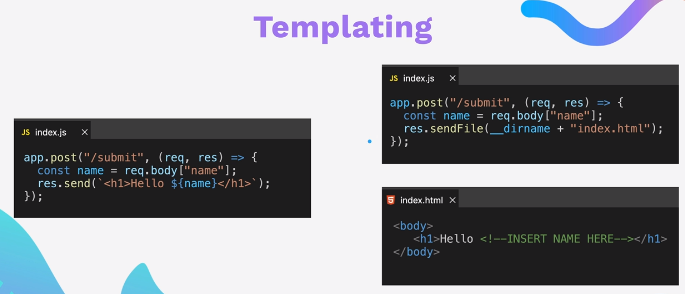 Templating
JS index.js ×
app.post("/submit", (req, res) => {
  const name = req.body["name"];
  res.send(`<h1>Hello ${name}</h1>`);
});
JS index.js ×
app.post("/submit", (req, res) => {
  const name = req.body["name"];
  res.sendFile(__dirname + "index.html");
});
index.html ×
<body>
   <h1>Hello <!--INSERT NAME HERE--></h1>
</body>